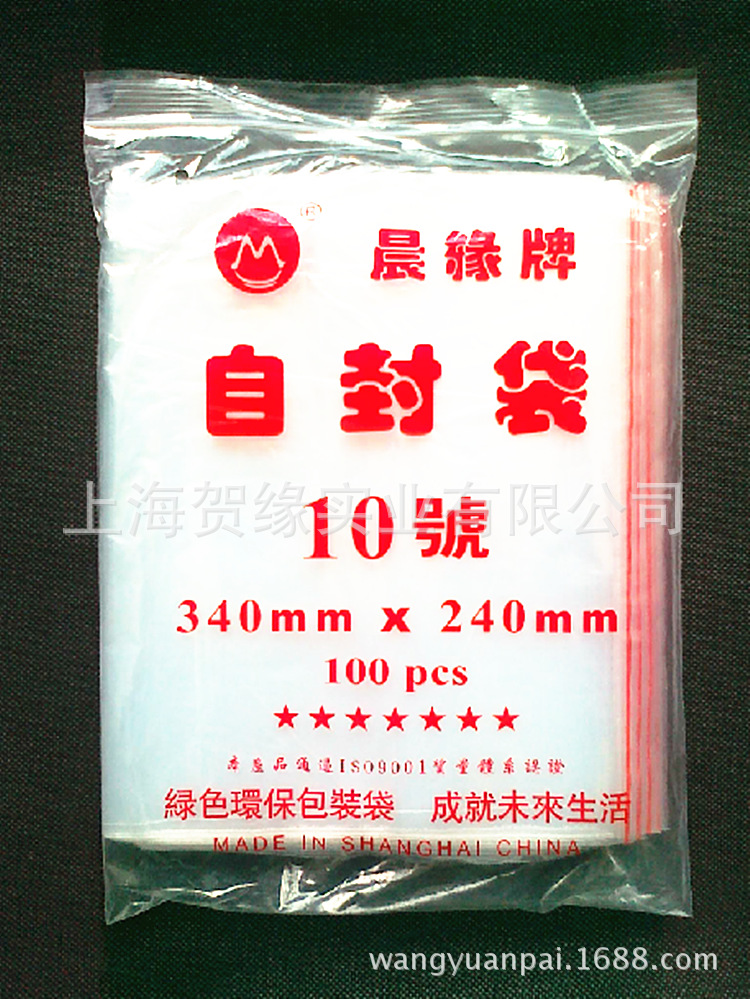 ®
晨緣牌
自封袋
上海贺缘实业有限公司
10號
340mm x 240mm
100 pcs
★★★★★★★
本產品通過ISO9001質量體系認證
緑色環保包裝袋 成就未來生活
MADE IN SHANGHAI CHINA
wangyuanpai.1688.com